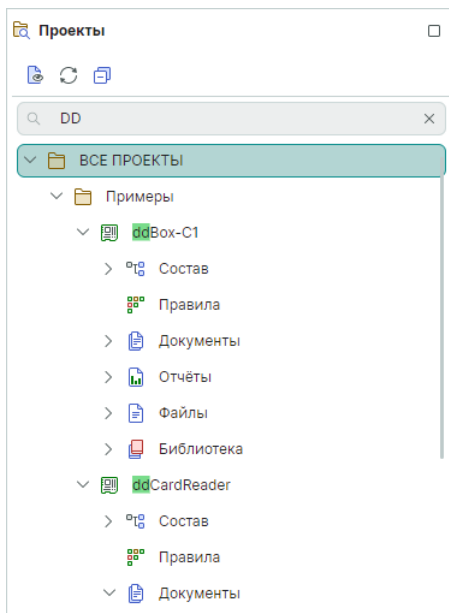 Проекты
DD
ВСЕ ПРОЕКТЫ
Примеры
ddBox-C1
Состав
Правила
Документы
Отчёты
Файлы
Библиотека
ddCardReader
Состав
Правила
Документы